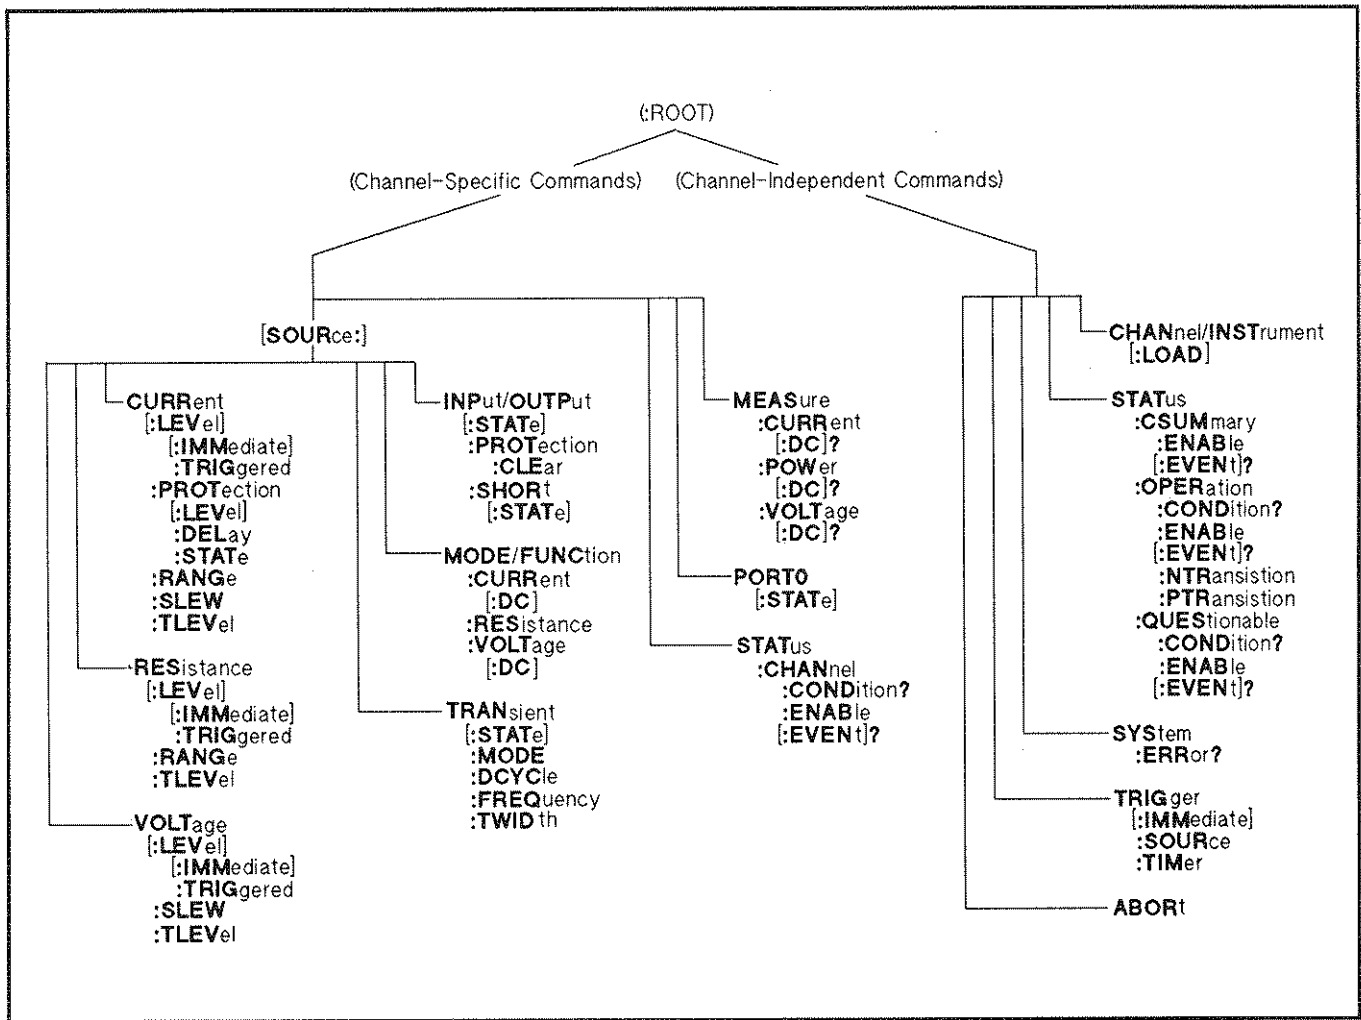 (:ROOT)
(Channel-Specific Commands)
(Channel-Independent Commands)
[SOURce:]
CURRent
[:LEVel]
[:IMMediate]
:TRIGgered
:PROTection
[:LEVel]
:DELay
:STATe
:RANGe
:SLEW
:TLEVel
RESistance
[:LEVel]
[:IMMediate]
:TRIGgered
:RANGe
:TLEVel
VOLTage
[:LEVel]
[:IMMediate]
:TRIGgered
:SLEW
:TLEVel
INPut/OUTPut
[:STATe]
:PROTection
:CLEar
:SHORt
[:STATe]
MODE/FUNCtion
:CURRent
[:DC]
:RESistance
:VOLTage
[:DC]
TRANsient
[:STATe]
:MODE
:DCYCle
:FREQuency
:TWIDth
MEASure
:CURRent
[:DC]?
:POWer
[:DC]?
:VOLTage
[:DC]?
PORT0
[:STATe]
STATus
:CHANnel
:CONDition?
:ENABle
[:EVENt]?
CHANnel/INSTrument
[:LOAD]
STATus
:CSUMmary
:ENABle
[:EVENt]?
:OPERation
:CONDition?
:ENABle
[:EVENt]?
:NTRansistion
:PTRansistion
:QUEStionable
:CONDition?
:ENABle
[:EVENt]?
SYStem
:ERRor?
TRIGger
[:IMMediate]
:SOURce
:TIMer
ABORt